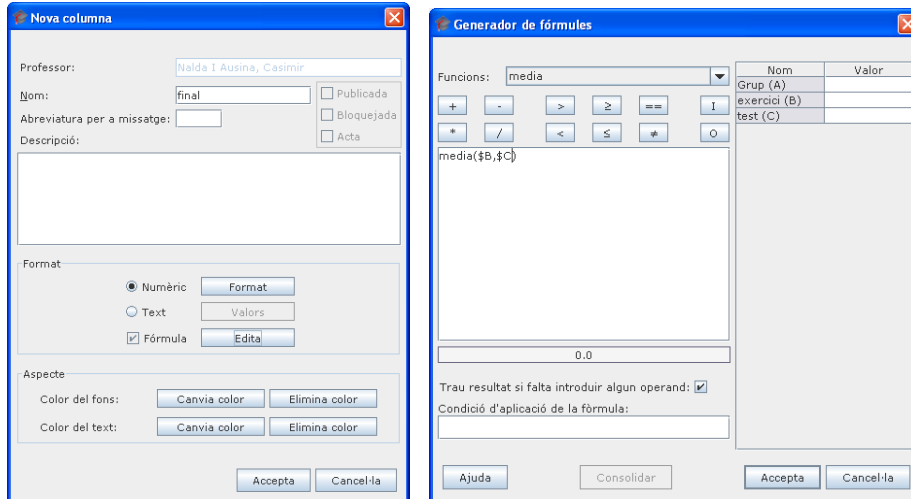 Nova columna
Professor: Nalda I Ausina, Casimir
Nom: final
Publicada
Abreviatura per a missatge:
Bloquejada
Descripció:
Acta
Format
Numèric Format
Text Valors
Fórmula Edita
Aspecte
Color del fons: Canvia color Elimina color
Color del text: Canvia color Elimina color
Accepta Cancel·la
Generador de fórmules
Funcions: media
+ - > ≥ == I
* / < ≤ ≠ O
media($B,$C)
0.0
Trau resultat si falta introduir algun operand:
Condició d'aplicació de la fòrmula:
Nom Valor
Grup (A)
exercici (B)
test (C)
Ajuda Consolidar Accepta Cancel·la